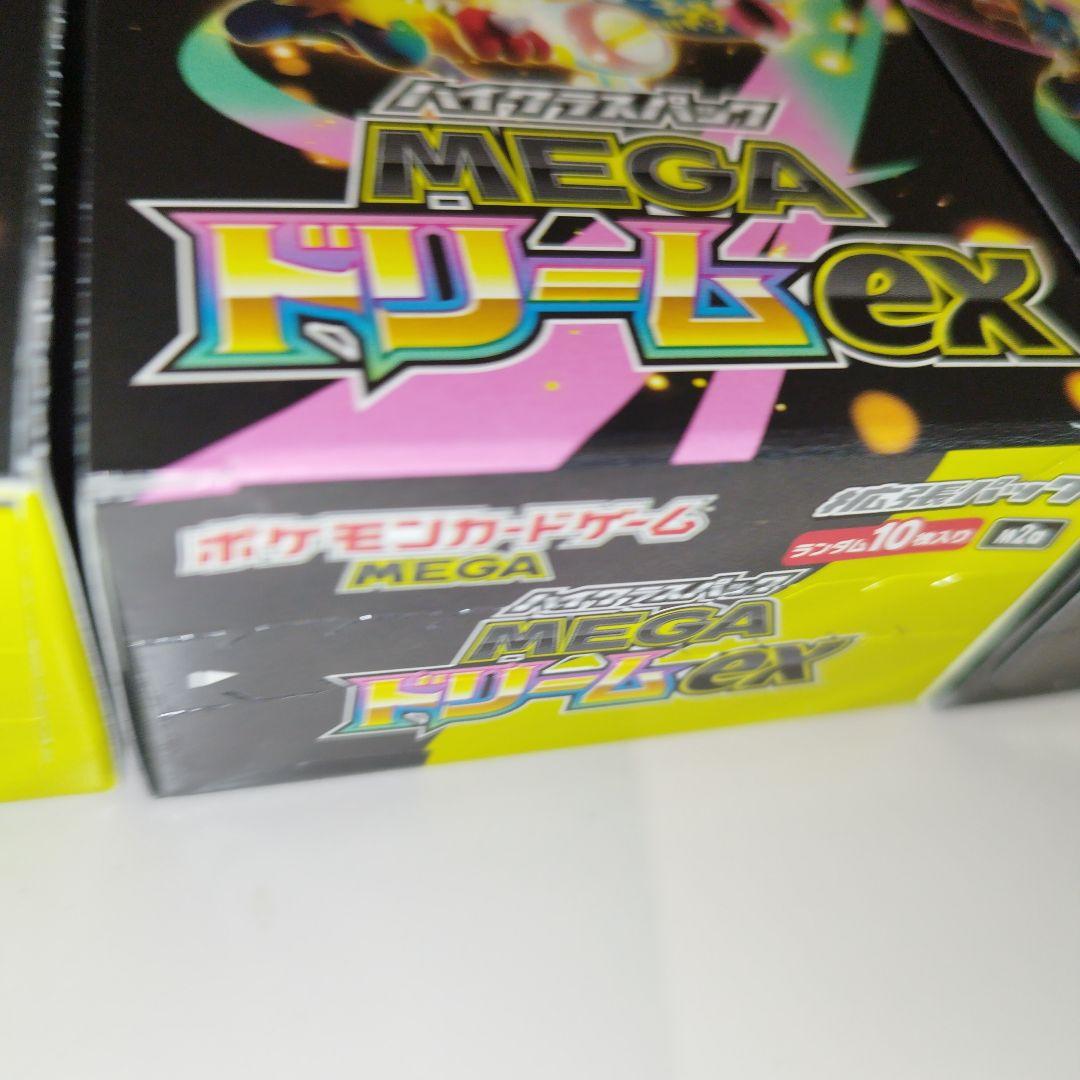 ハイクラスパック
MEGA
ドリームex
ポケモンカードゲーム
MEGA
拡張パック
ランダム10枚入り
ハイクラスパック
MEGA
ドリームex